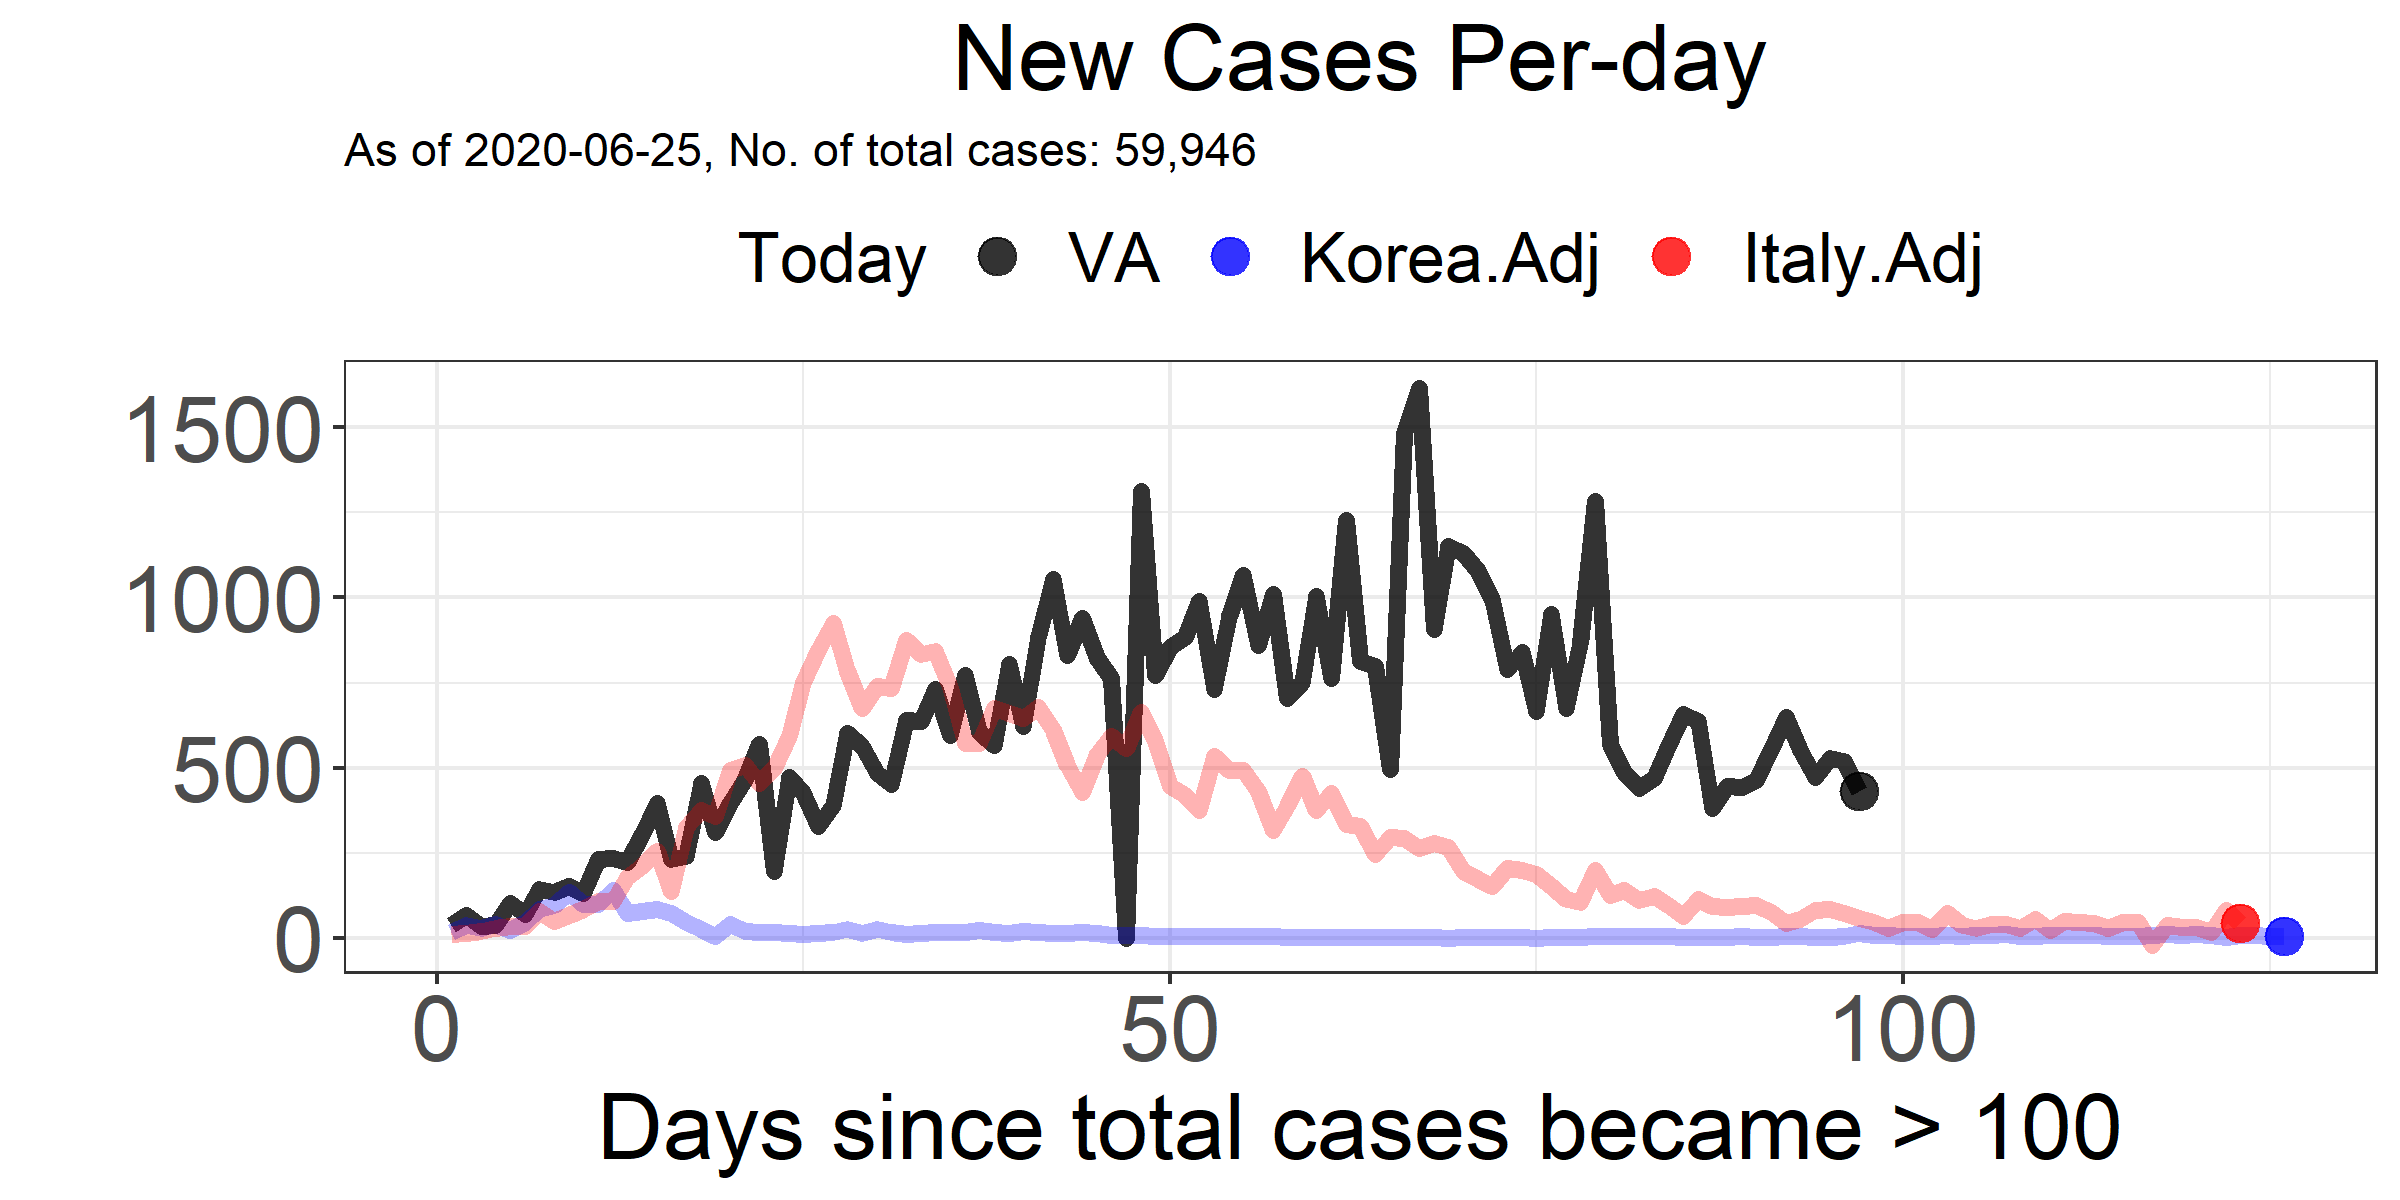 New Cases Per-day
As of 2020-06-25, No. of total cases: 59,946
Today VA Korea.Adj Italy.Adj
1500
1000
500
0
0 50 100
Days since total cases became > 100